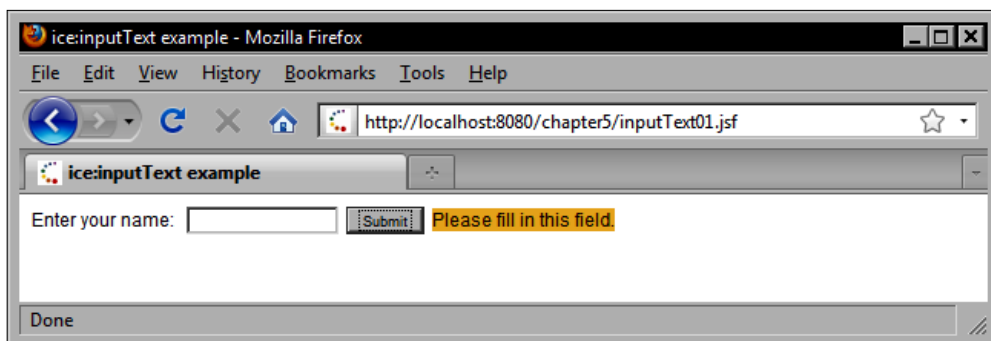 ice:inputText example - Mozilla Firefox
File Edit View History Bookmarks Tools Help
http://localhost:8080/chapter5/inputText01.jsf
ice:inputText example
Enter your name: Submit Please fill in this field.
Done